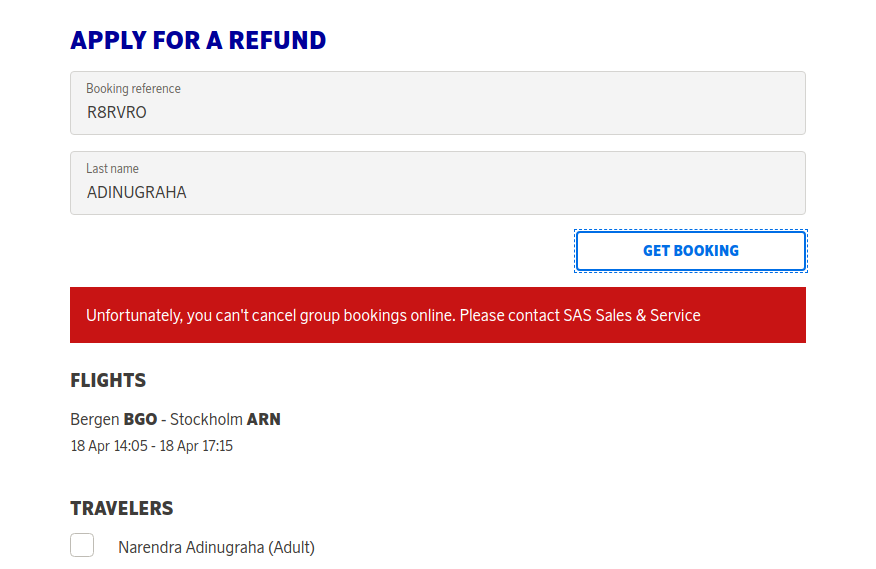 APPLY FOR A REFUND
Booking reference
R8RVRO
Last name
ADINUGRAHA
GET BOOKING
Unfortunately, you can't cancel group bookings online. Please contact SAS Sales & Service
FLIGHTS
Bergen BGO - Stockholm ARN
18 Apr 14:05 - 18 Apr 17:15
TRAVELERS
Narendra Adinugraha (Adult)